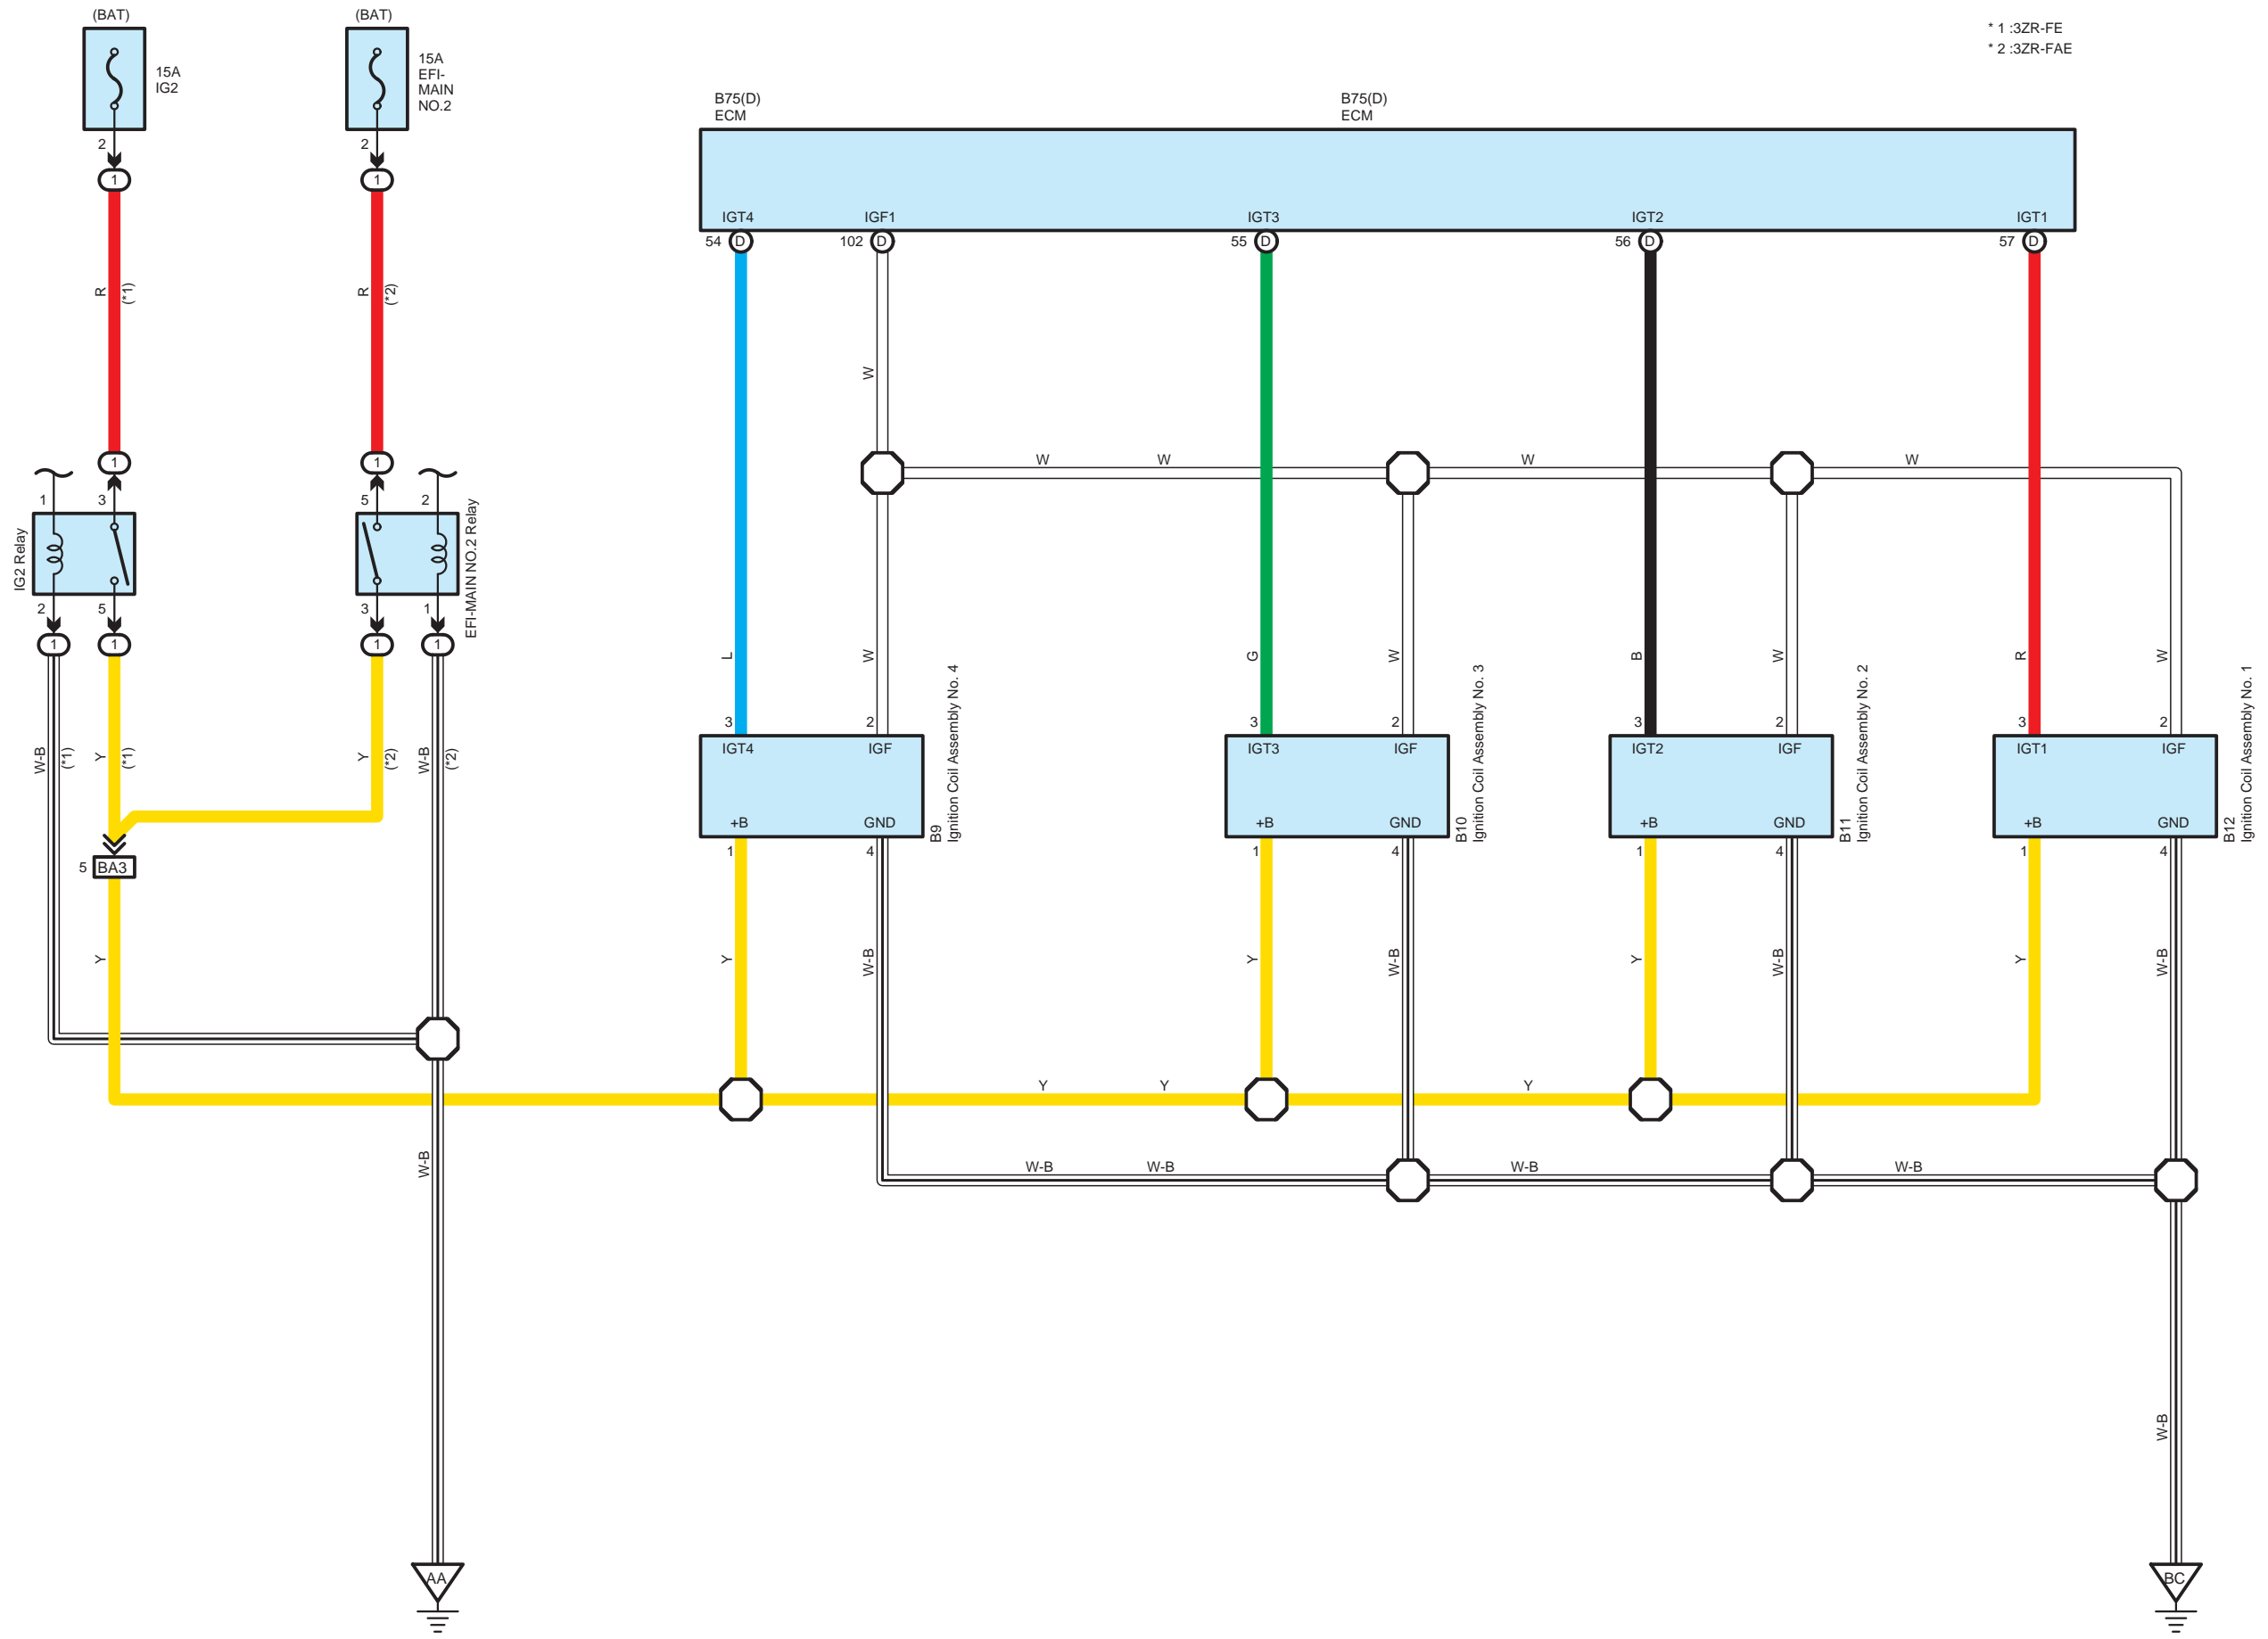 (BAT)
(BAT)
* 1 :3ZR-FE
* 2 :3ZR-FAE
15A
IG2
15A
EFI-
MAIN
NO.2
B75(D)
ECM
B75(D)
ECM
2
2
1
1
IGT4
IGF1
IGT3
IGT2
IGT1
54 D
102 D
55 D
56 D
57 D
R
(*1)
R
(*2)
W
1
1
W
W
W
W
1
3
5
2
IG2 Relay
EFI-MAIN NO.2 Relay
2
5
3
1
1
1
1
1
L
W
G
W
B
W
R
W
3
2
3
2
3
2
3
2
IGT4
IGF
IGT3
IGF
IGT2
IGF
IGT1
IGF
W-B
(*1)
Y
(*1)
Y
(*2)
W-B
(*2)
+B
GND
+B
GND
+B
GND
+B
GND
B9
Ignition Coil Assembly No. 4
B10
Ignition Coil Assembly No. 3
B11
Ignition Coil Assembly No. 2
B12
Ignition Coil Assembly No. 1
1
4
1
4
1
4
1
4
5 BA3
Y
Y
W-B
Y
W-B
Y
W-B
Y
W-B
Y
Y
Y
W-B
W-B
W-B
W-B
W-B
W-B
AA
BC